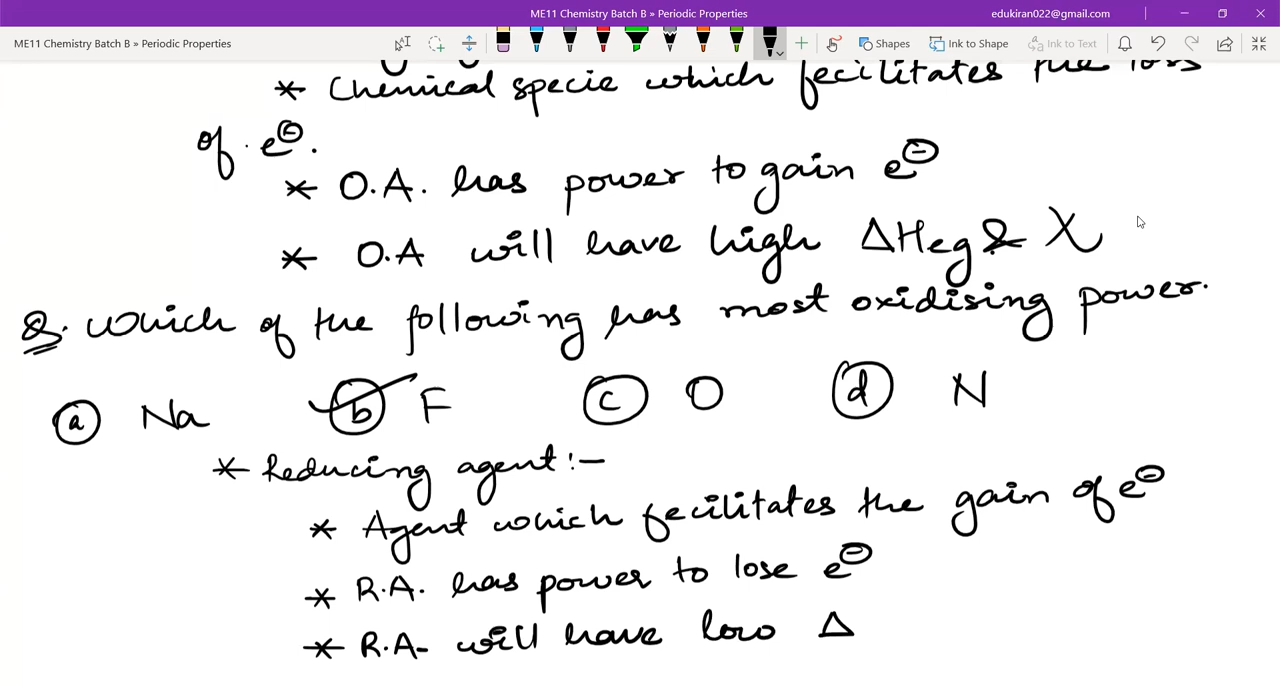 ME11 Chemistry Batch B » Periodic Properties
edukiran022@gmail.com
ME11 Chemistry Batch B » Periodic Properties
Shapes
Ink to Shape
Ink to Text
* Chemical specie which fecilitates the loss
of e⊖.
* O.A. has power to gain e⊖
* O.A will have high ΔHeg & X
Q. which of the following has most oxidising power.
(a) Na (b) F (c) O (d) N
* Reducing agent :-
* Agent which fecilitates the gain of e⊖
* R.A. has power to lose e⊖
* R.A- will have low Δ